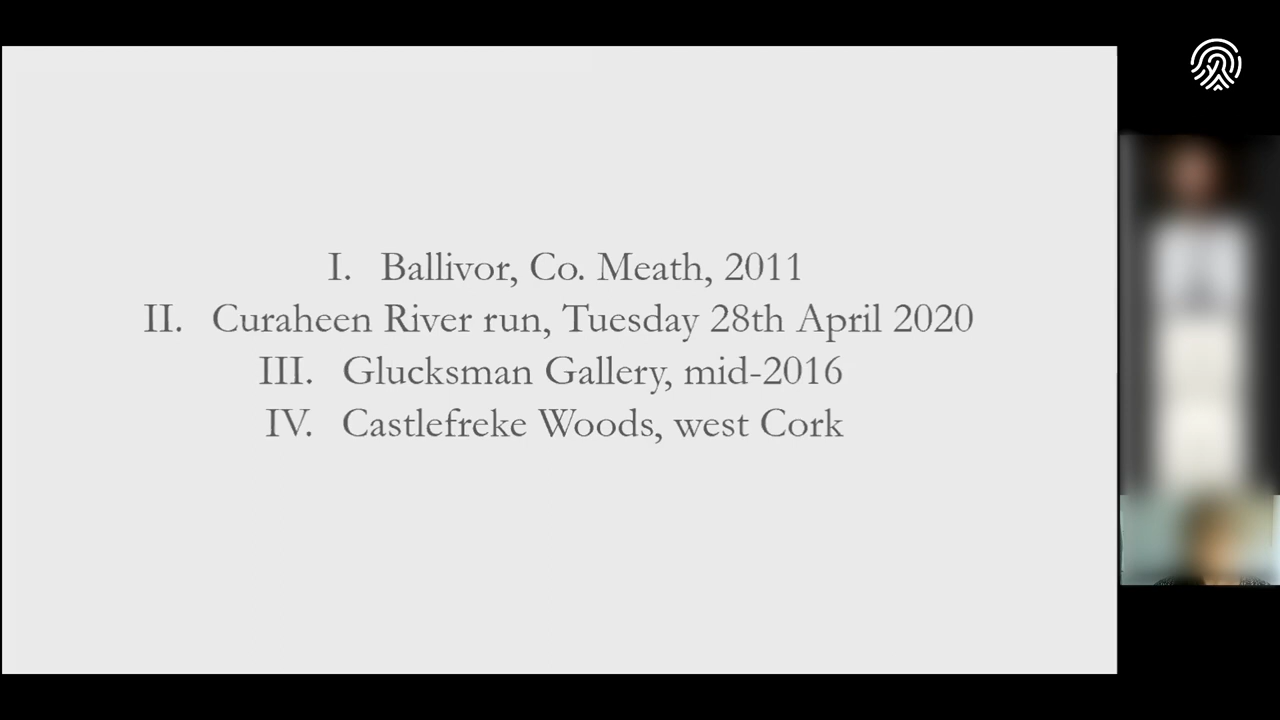 I. Ballivor, Co. Meath, 2011
II. Curaheen River run, Tuesday 28th April 2020
III. Glucksman Gallery, mid-2016
IV. Castlefreke Woods, west Cork